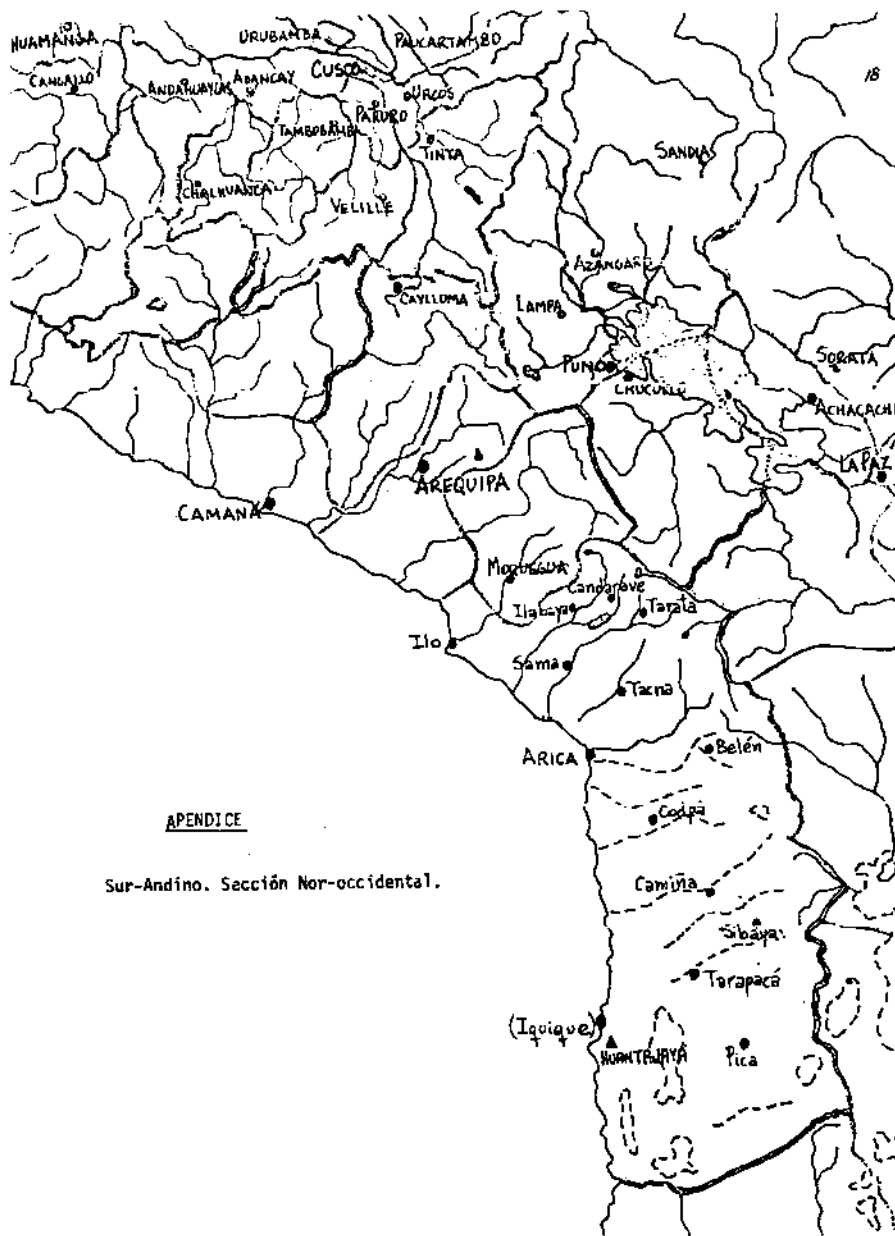 HUAMANGA
URUBAMBA
PAUCARTAMBO
18
CANGALLO
ANDAHUAYLAS
ABANCAY
CUSCO
URCOS
PARURO
TAMBOBAMBA
TINTA
SANDIA
CHALHUANCA
VELILLE
AZANGARO
CAYLLOMA
LAMPA
PUNO
CHUCUITO
SORATA
ACHACACHI
LA PAZ
AREQUIPA
CAMANÁ
MOQUEGUA
Candarave
Ilabaya
Tarata
Ilo
Sama
Tacna
ARICA
Belén
Codpa
APENDICE
Sur-Andino. Sección Nor-occidental.
Camiña
Sibaya
Tarapacá
(Iquique)
HUANTAJAYA
Pica